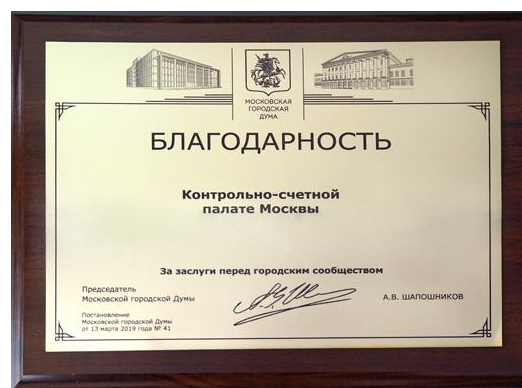 МОСКОВСКАЯ
ГОРОДСКАЯ
ДУМА
БЛАГОДАРНОСТЬ
Контрольно-счетной
палате Москвы
За заслуги перед городским сообществом
Председатель
Московской городской Думы
А.В. ШАПОШНИКОВ
Постановление
Московской городской Думы
от 13 марта 2019 года № 41